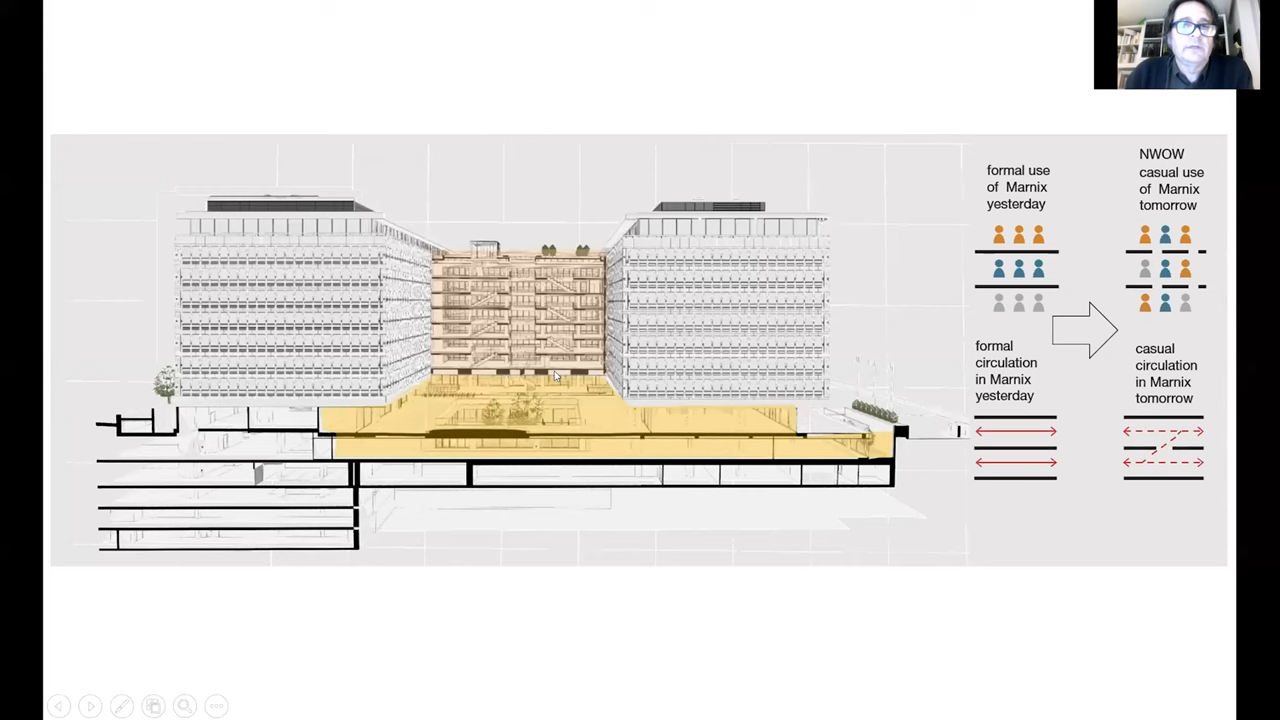 formal use
of Marnix
yesterday
NWOW
casual use
of Marnix
tomorrow
formal
circulation
in Marnix
yesterday
casual
circulation
in Marnix
tomorrow